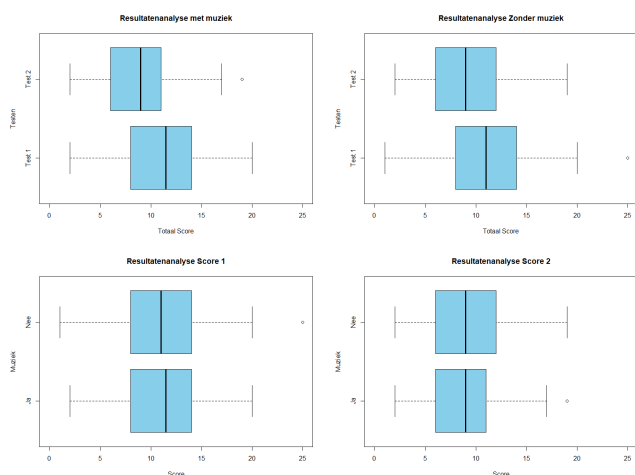 Resultatenanalyse met muziek
Test 2
Testen
Test 1
0 5 10 15 20 25
Totaal Score
Resultatenanalyse Zonder muziek
Test 2
Testen
Test 1
0 5 10 15 20 25
Totaal Score
Resultatenanalyse Score 1
Nee
Muziek
Ja
0 5 10 15 20 25
Score
Resultatenanalyse Score 2
Nee
Muziek
Ja
0 5 10 15 20 25
Score